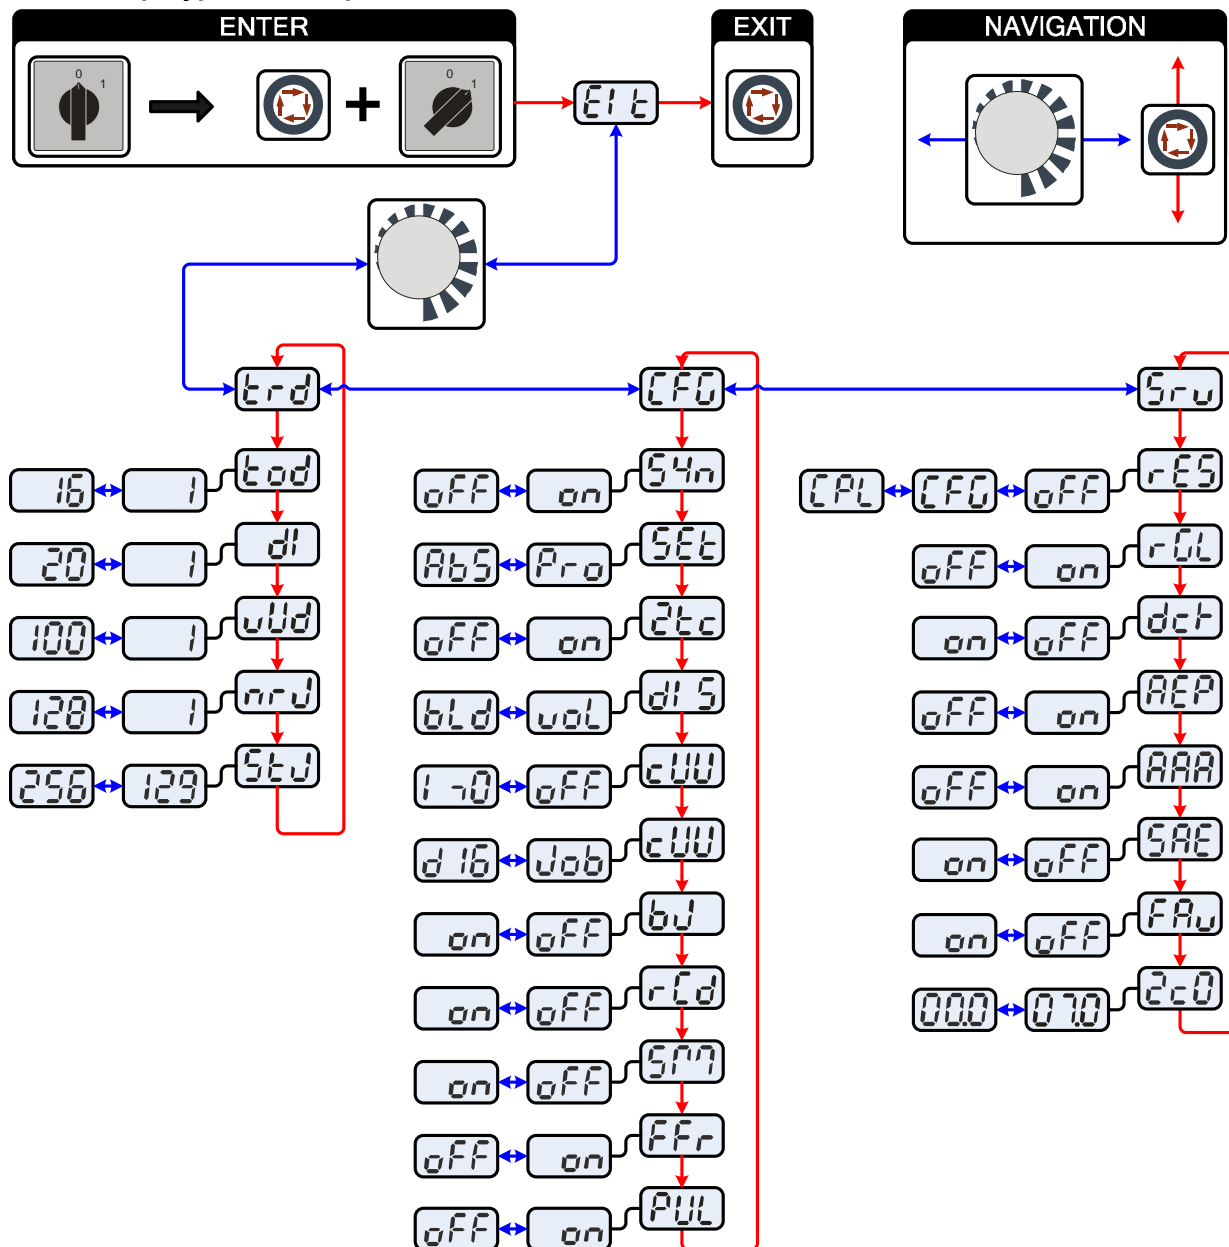 ENTER
EXIT
NAVIGATION
0
1
0
1
EIt
trd
CFG
Srv
tod
16
1
dI
20
1
vUd
100
1
nrJ
128
1
StJ
256
129
SYn
oFF
on
SEt
AbS
Pro
2tc
oFF
on
dIS
bLd
voL
cUU
1-0
oFF
cUU
d16
Job
bJ
on
oFF
rCd
on
oFF
on
oFF
FFr
oFF
on
PUL
oFF
on
rES
CPL
CFG
oFF
rGL
oFF
on
dct
on
oFF
AEP
oFF
on
AAA
oFF
on
SAE
on
oFF
FAv
on
oFF
2c0
00.0
07.0